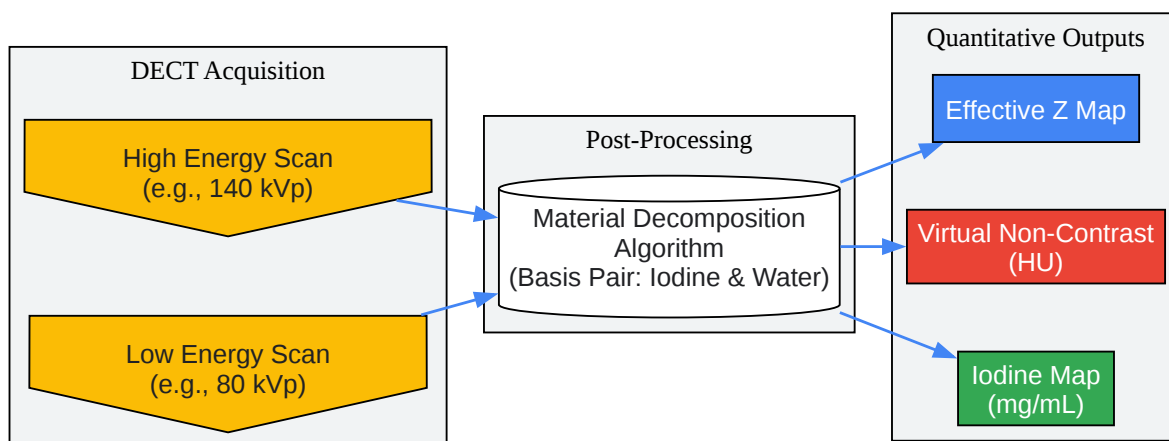 DECT Acquisition
High Energy Scan
(e.g., 140 kVp)
Low Energy Scan
(e.g., 80 kVp)
Post-Processing
Material Decomposition
Algorithm
(Basis Pair: Iodine & Water)
Quantitative Outputs
Effective Z Map
Virtual Non-Contrast
(HU)
Iodine Map
(mg/mL)